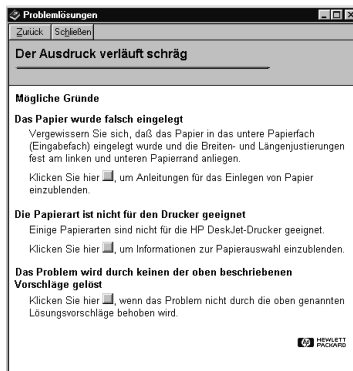 Problemlösungen
Zurück Schließen
Der Ausdruck verläuft schräg
Mögliche Gründe
Das Papier wurde falsch eingelegt
Vergewissern Sie sich, daß das Papier in das untere Papierfach
(Eingabefach) eingelegt wurde und die Breiten- und Längenjustierungen
fest am linken und unteren Papierrand anliegen.
Klicken Sie hier , um Anleitungen für das Einlegen von Papier
einzublenden.
Die Papierart ist nicht für den Drucker geeignet
Einige Papierarten sind nicht für die HP DeskJet-Drucker geeignet.
Klicken Sie hier , um Informationen zur Papierauswahl einzublenden.
Das Problem wird durch keinen der oben beschriebenen
Vorschläge gelöst
Klicken Sie hier , wenn das Problem nicht durch die oben genannten
Lösungsvorschläge behoben wird.
hp HEWLETT
PACKARD